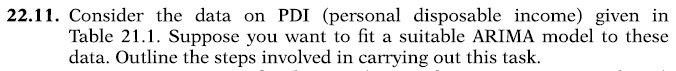 22.11. Consider the data on PDI (personal disposable income) given in
Table 21.1. Suppose you want to fit a suitable ARIMA model to these
data. Outline the steps involved in carrying out this task.